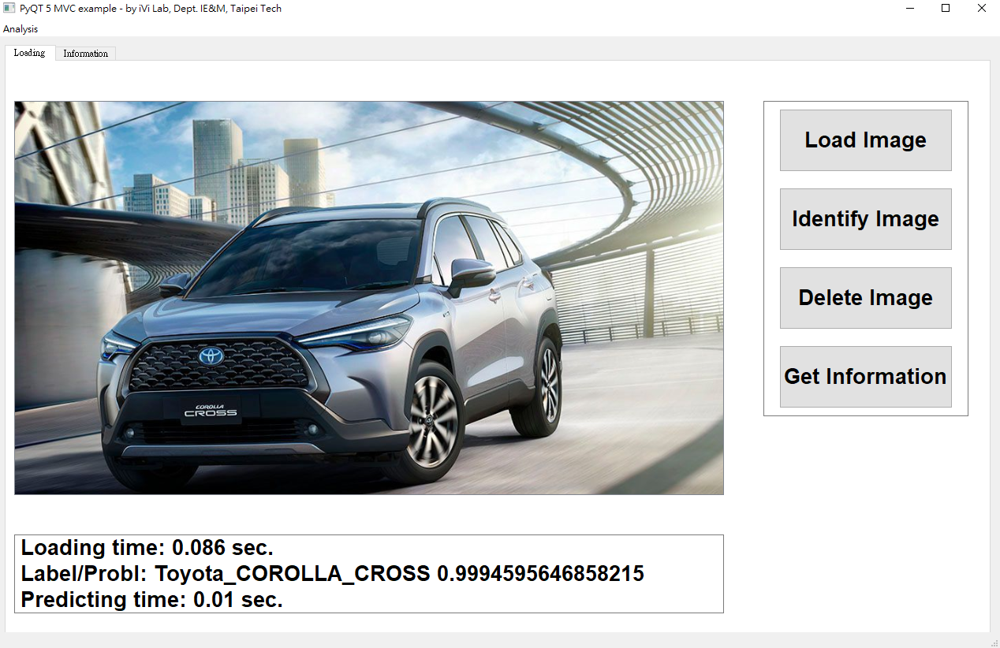 PyQT 5 MVC example - by iVi Lab, Dept. IE&M, Taipei Tech
Analysis
Loading
Information
COROLLA
CROSS
Load Image
Identify Image
Delete Image
Get Information
Loading time: 0.086 sec.
Label/Probl: Toyota_COROLLA_CROSS 0.9994595646858215
Predicting time: 0.01 sec.